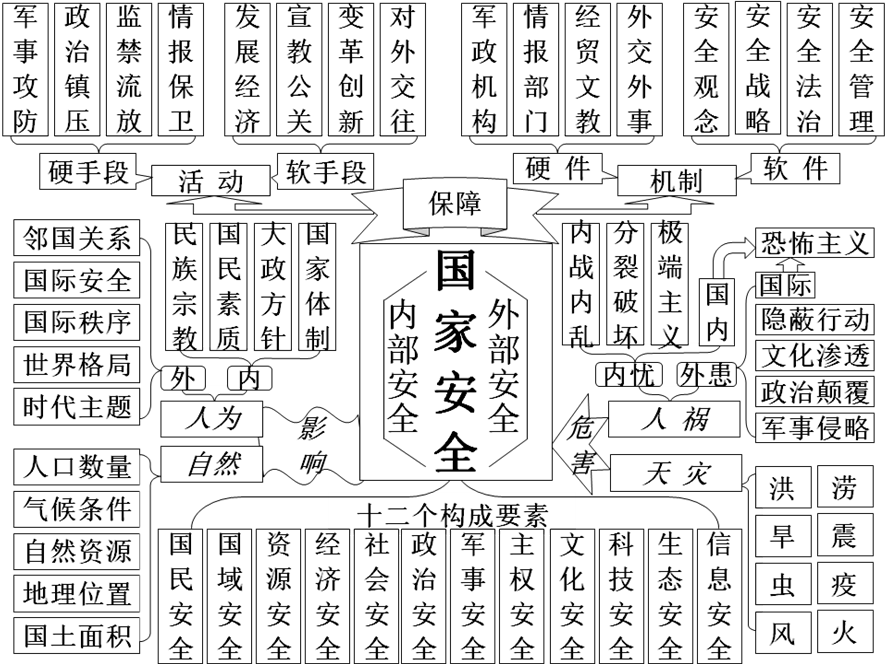 军事攻防
政治镇压
监禁流放
情报保卫
发展经济
宣教公关
变革创新
对外交往
军政机构
情报部门
经贸文教
外交外事
安全观念
安全战略
安全法治
安全管理
硬手段
活动
软手段
硬件
机制
软件
保障
邻国关系
国际安全
国际秩序
世界格局
时代主题
民族宗教
国民素质
大政方针
国家体制
外
内
人为
自然
影响
人口数量
气候条件
自然资源
地理位置
国土面积
国家安全
内部安全
外部安全
内战内乱
分裂破坏
极端主义
国内
恐怖主义
国际
隐蔽行动
文化渗透
政治颠覆
军事侵略
内忧
外患
人祸
危害
天灾
洪
涝
旱
震
虫
疫
风
火
十二个构成要素
国民安全
国域安全
资源安全
经济安全
社会安全
政治安全
军事安全
主权安全
文化安全
科技安全
生态安全
信息安全